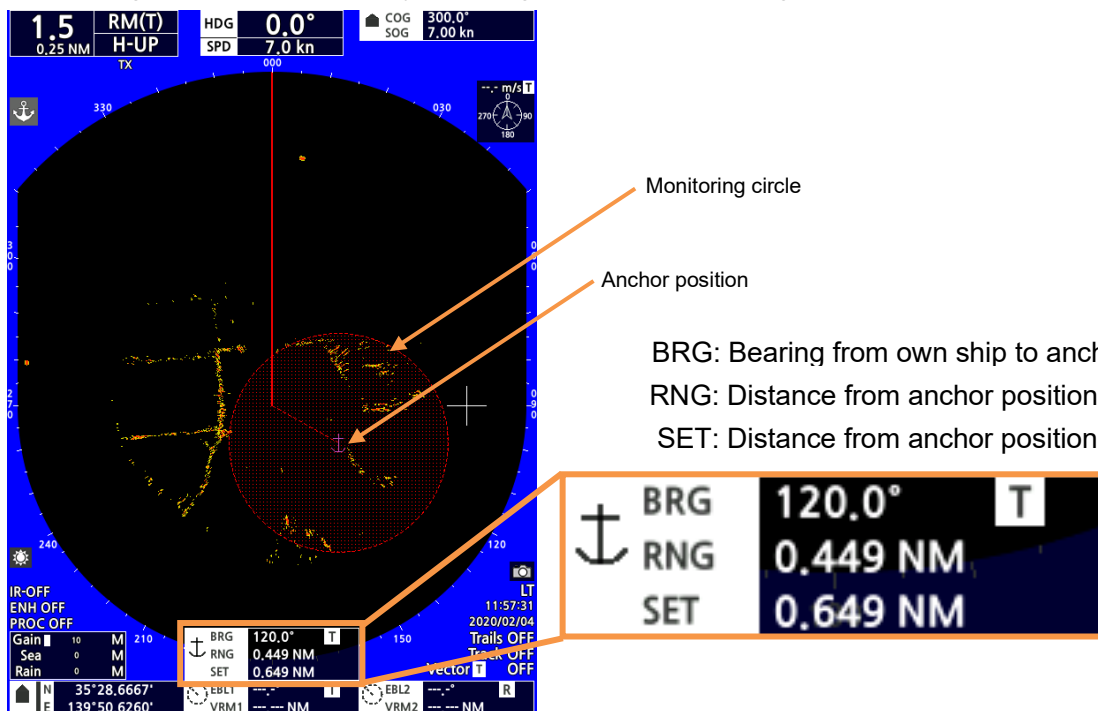 1.5 RM(T) HDG 0.0° COG 300.0°
0.25 NM H-UP SPD 7.0 kn SOG 7.00 kn
TX 000
--.- m/s T
0
330 030 270 90
180
Monitoring circle
Anchor position
BRG: Bearing from own ship to anch
RNG: Distance from anchor position
SET: Distance from anchor position
BRG 120.0° T
RNG 0.449 NM
SET 0.649 NM
300
270
240 120
IR-OFF LT
ENH OFF 11:57:31
PROC OFF 2020/02/04
Gain 10 M 210 BRG 120.0° T 150 Trails OFF
Sea 0 M RNG 0.449 NM Track OFF
Rain 0 M SET 0.649 NM Vector T OFF
N 35°28.6667' EBL1 ---.-° T EBL2 ---.-° R
E 139°50.6260' VRM1 --- --- NM VRM2 --- --- NM